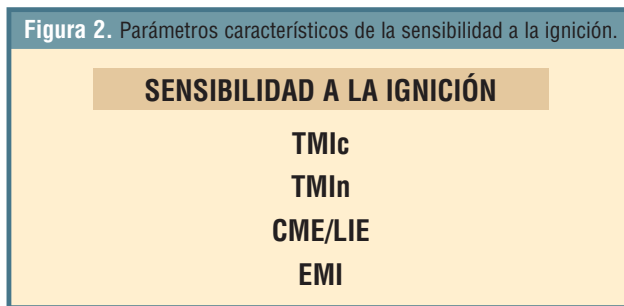 Figura 2. Parámetros característicos de la sensibilidad a la ignición.
SENSIBILIDAD A LA IGNICIÓN
TMIc
TMIn
CME/LIE
EMI